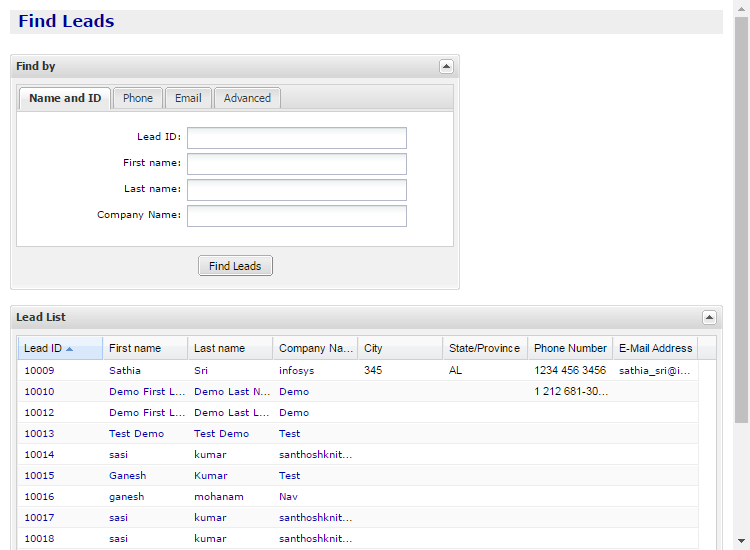 Find Leads
Find by
Name and ID Phone Email Advanced
Lead ID:
First name:
Last name:
Company Name:
Find Leads
Lead List
Lead ID First name Last name Company Na... City State/Province Phone Number E-Mail Address
10009 Sathia Sri infosys 345 AL 1234 456 3456 sathia_sri@i...
10010 Demo First L... Demo Last N... Demo 1 212 681-30...
10012 Demo First L... Demo Last L... Demo
10013 Test Demo Test Demo Test
10014 sasi kumar santhoshknit...
10015 Ganesh Kumar Test
10016 ganesh mohanam Nav
10017 sasi kumar santhoshknit...
10018 sasi kumar santhoshknit...